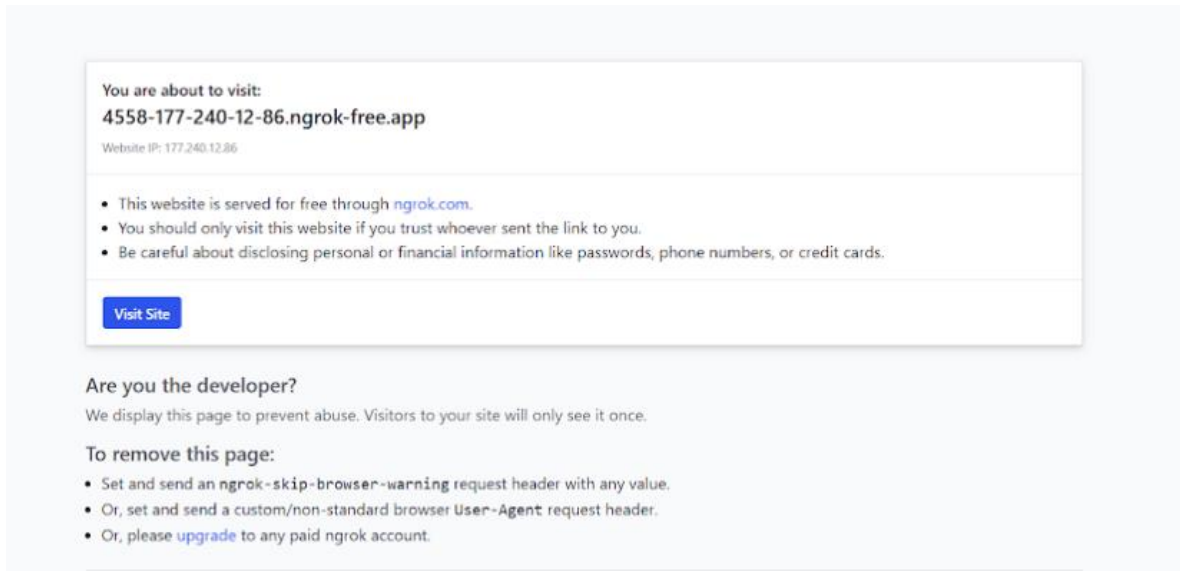 You are about to visit:
4558-177-240-12-86.ngrok-free.app
Website IP: 177.240.12.86
• This website is served for free through ngrok.com.
• You should only visit this website if you trust whoever sent the link to you.
• Be careful about disclosing personal or financial information like passwords, phone numbers, or credit cards.
Visit Site
Are you the developer?
We display this page to prevent abuse. Visitors to your site will only see it once.
To remove this page:
• Set and send an ngrok-skip-browser-warning request header with any value.
• Or, set and send a custom/non-standard browser User-Agent request header.
• Or, please upgrade to any paid ngrok account.